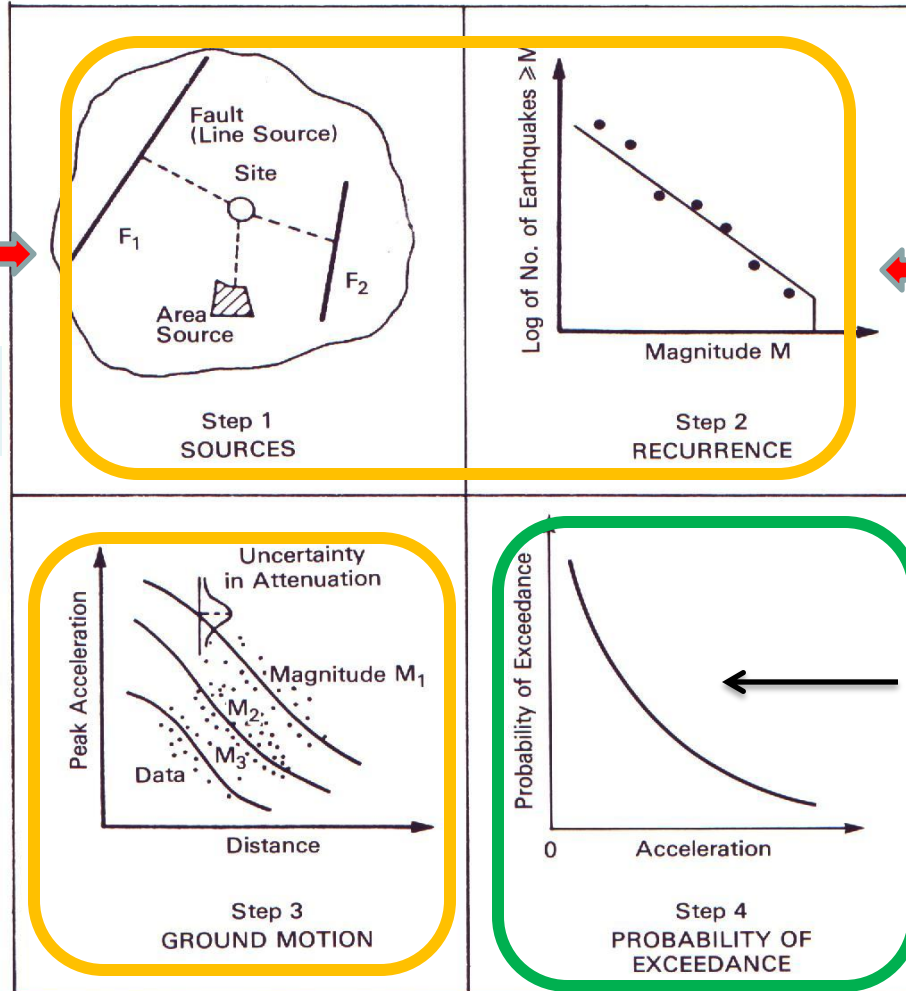 Fault
(Line Source)
Site
F₁
F₂
Area
Source
Step 1
SOURCES
Log of No. of Earthquakes ⩾M
Magnitude M
Step 2
RECURRENCE
Uncertainty
in Attenuation
Magnitude M₁
M₂
M₃
Data
Peak Acceleration
Distance
Step 3
GROUND MOTION
Probability of Exceedance
0
Acceleration
Step 4
PROBABILITY OF
EXCEEDANCE